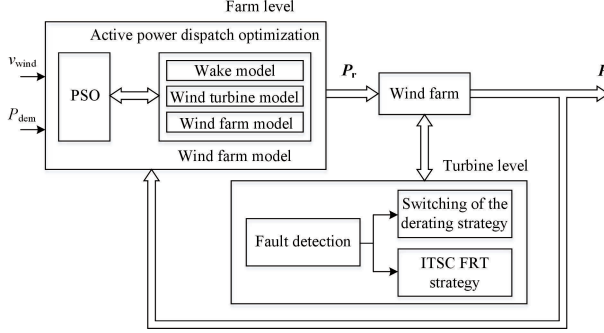 Farm level
Active power dispatch optimization
v_wind
P_dem
PSO
Wake model
Wind turbine model
Wind farm model
Wind farm model
P_r
Wind farm
P
Turbine level
Fault detection
Switching of the
derating strategy
ITSC FRT
strategy